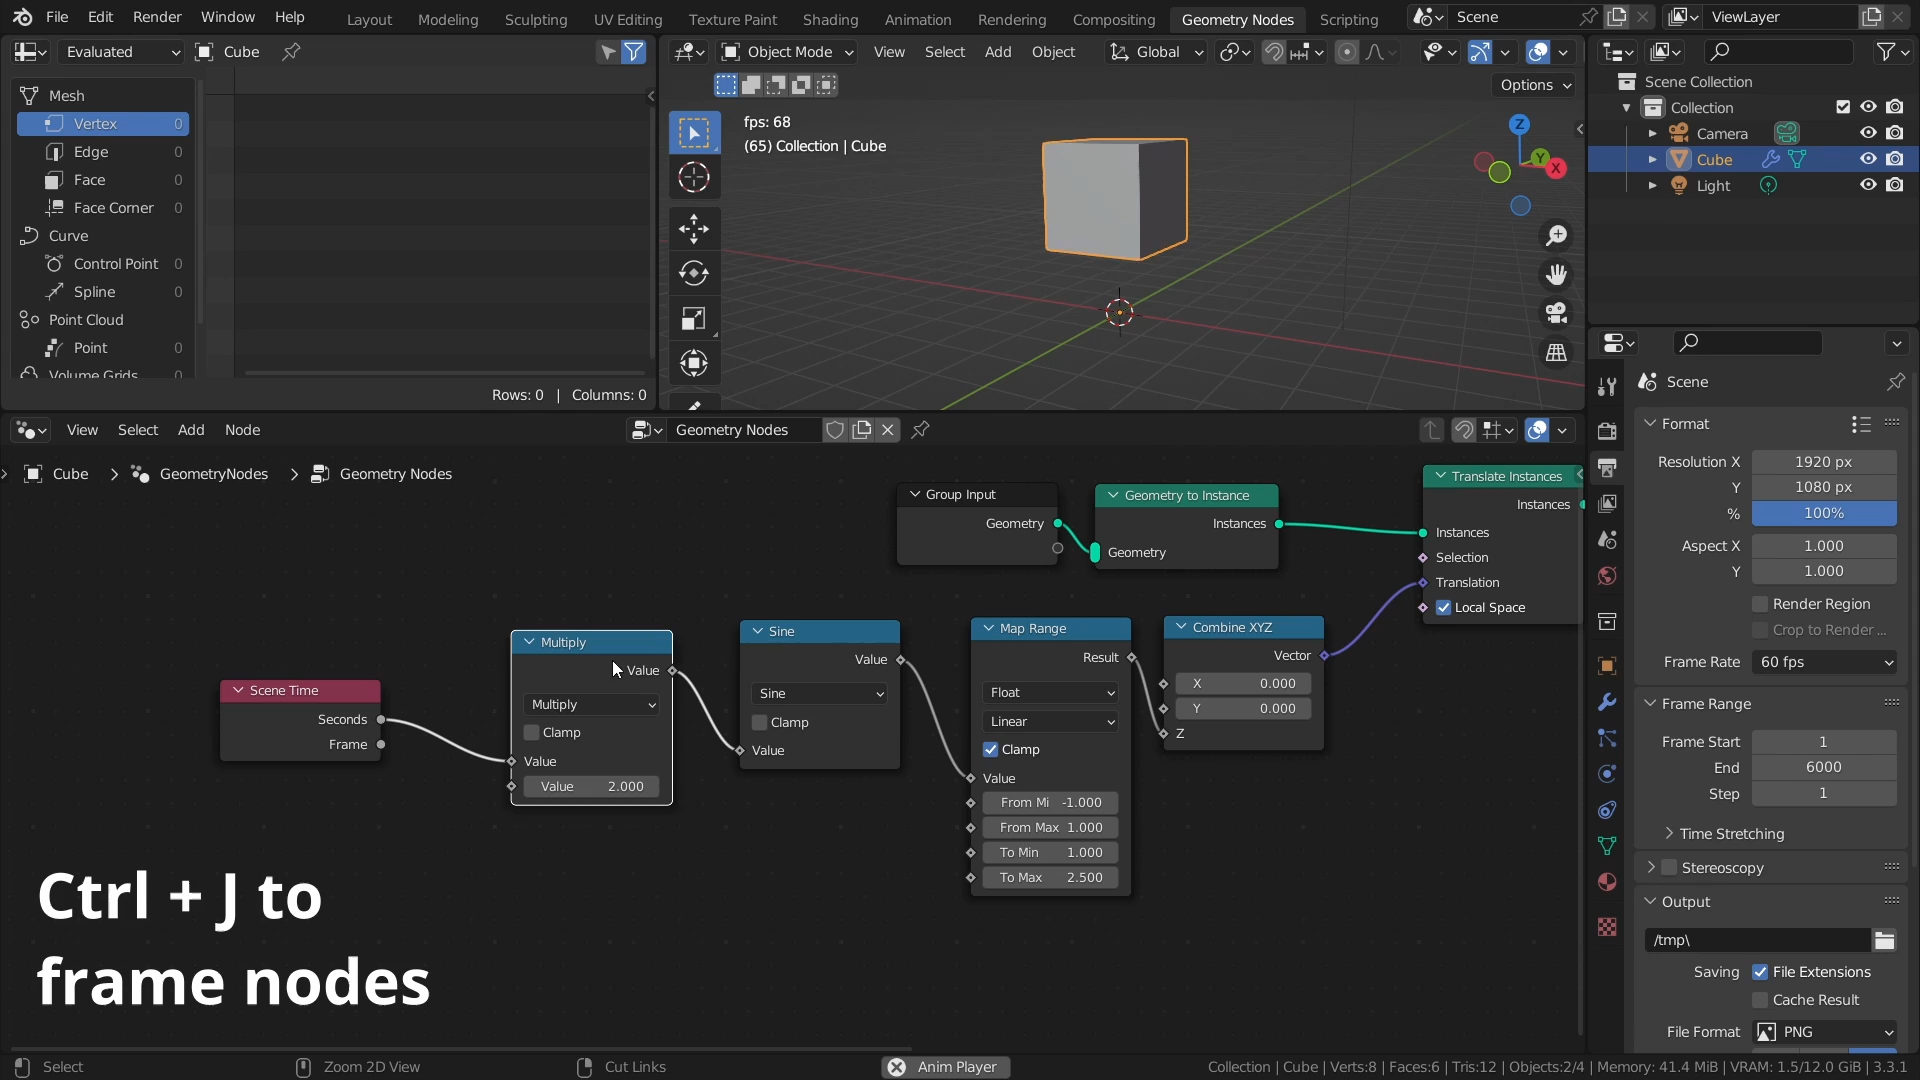 File Edit Render Window Help Layout Modeling Sculpting UV Editing Texture Paint Shading Animation Rendering Compositing Geometry Nodes Scripting Scene ViewLayer
Evaluated Cube
Mesh
Vertex 0
Edge 0
Face 0
Face Corner 0
Curve
Control Point 0
Spline 0
Point Cloud
Point 0
Volume Grids 0
Rows: 0 | Columns: 0
Object Mode View Select Add Object Global
Options
fps: 68
(65) Collection | Cube
Z
Y
X
Scene Collection
Collection
Camera
Cube
Light
View Select Add Node Geometry Nodes
Cube > GeometryNodes > Geometry Nodes
Group Input
Geometry
Geometry to Instance
Instances
Geometry
Translate Instances
Instances
Instances
Selection
Translation
Local Space
Scene Time
Seconds
Frame
Multiply
Value
Multiply
Clamp
Value
Value 2.000
Sine
Value
Sine
Clamp
Value
Map Range
Result
Float
Linear
Clamp
Value
From Mi -1.000
From Max 1.000
To Min 1.000
To Max 2.500
Combine XYZ
Vector
X 0.000
Y 0.000
Z
Ctrl + J to
frame nodes
Scene
Format
Resolution X 1920 px
Y 1080 px
% 100%
Aspect X 1.000
Y 1.000
Render Region
Crop to Render ...
Frame Rate 60 fps
Frame Range
Frame Start 1
End 6000
Step 1
Time Stretching
Stereoscopy
Output
/tmp\
Saving File Extensions
Cache Result
File Format PNG
Select Zoom 2D View Cut Links Anim Player Collection | Cube | Verts:8 | Faces:6 | Tris:12 | Objects:2/4 | Memory: 41.4 MiB | VRAM: 1.5/12.0 GiB | 3.3.1